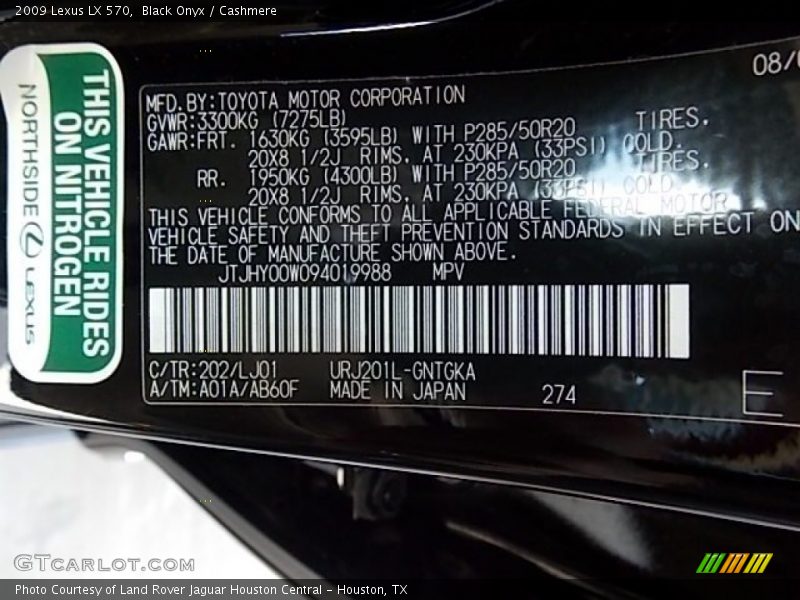 2009 Lexus LX 570,  Black Onyx / Cashmere
THIS VEHICLE RIDES
ON NITROGEN
NORTHSIDE LEXUS
08/
MFD.BY:TOYOTA MOTOR CORPORATION
GVWR:3300KG (7275LB)
GAWR:FRT. 1630KG (3595LB) WITH P285/50R20 TIRES.
20X8 1/2J RIMS. AT 230KPA (33PSI) COLD.
RR. 1950KG (4300LB) WITH P285/50R20 TIRES.
20X8 1/2J RIMS. AT 230KPA (33PSI) COLD
THIS VEHICLE CONFORMS TO ALL APPLICABLE FEDERAL MOTOR
VEHICLE SAFETY AND THEFT PREVENTION STANDARDS IN EFFECT ON
THE DATE OF MANUFACTURE SHOWN ABOVE.
JTJHY00W094019988 MPV
C/TR:202/LJ01 URJ201L-GNTGKA
A/TM:A01A/AB60F MADE IN JAPAN 274
E
GTCARLOT.COM
Photo Courtesy of Land Rover Jaguar Houston Central - Houston, TX